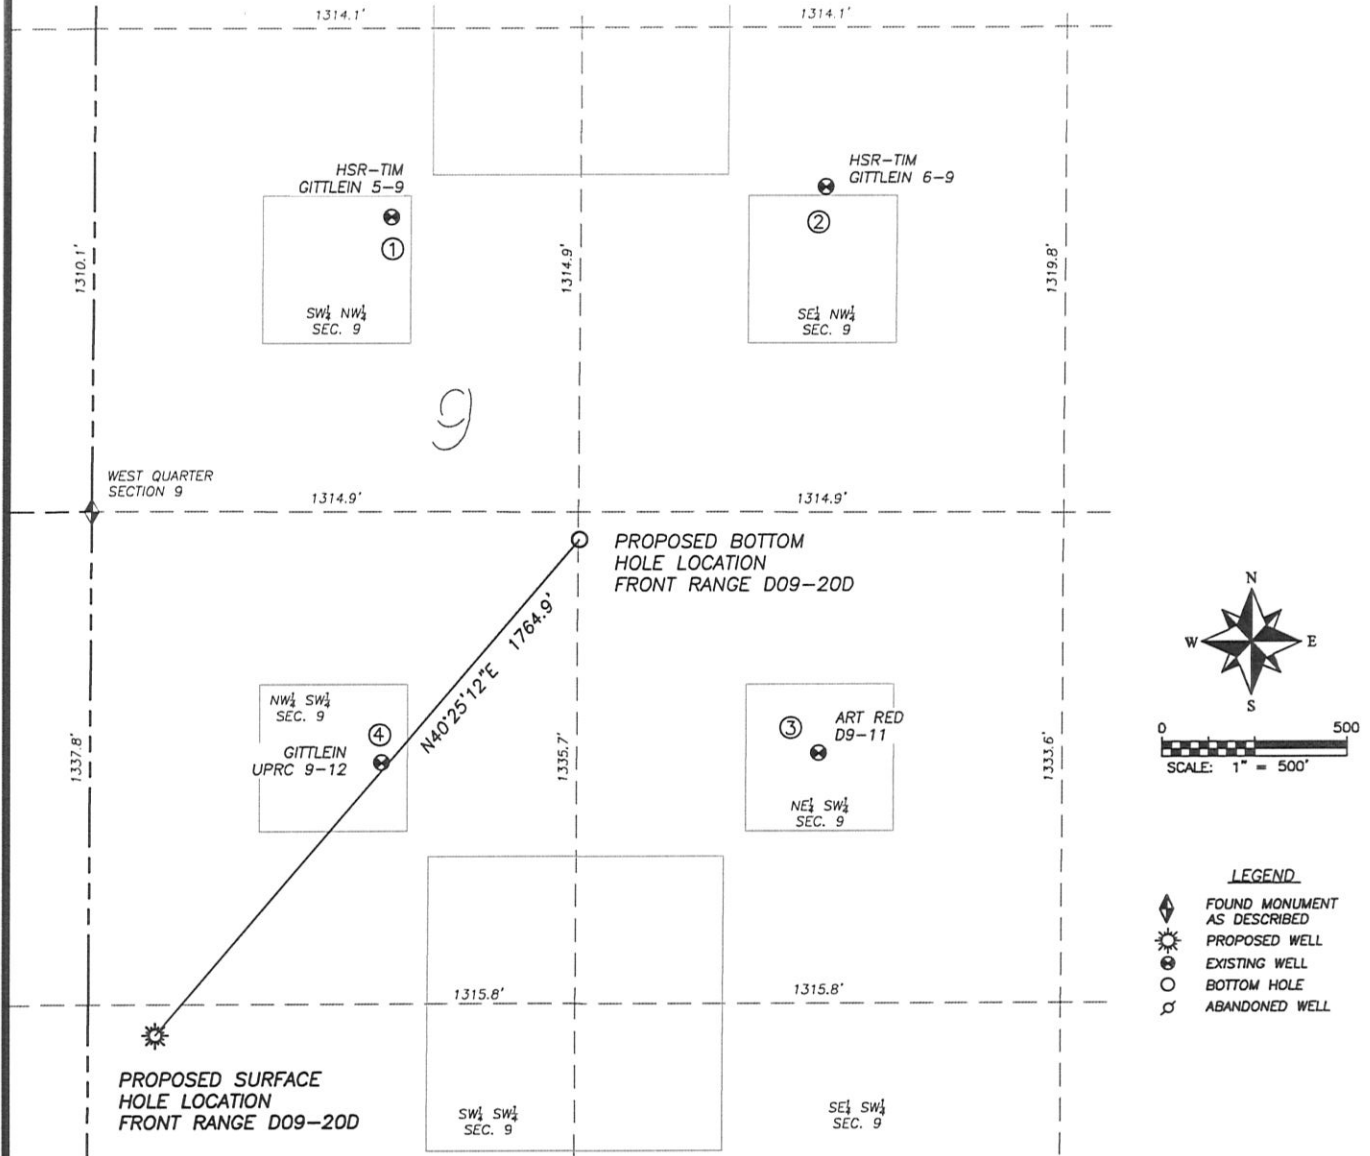 1314.1'
1314.1'
HSR-TIM
GITTLEIN 5-9
1
HSR-TIM
GITTLEIN 6-9
2
1310.1'
1314.9'
1319.8'
SW¼ NW¼
SEC. 9
SE¼ NW¼
SEC. 9
9
WEST QUARTER
SECTION 9
1314.9'
1314.9'
PROPOSED BOTTOM
HOLE LOCATION
FRONT RANGE D09-20D
N40°25'12"E 1764.9'
NW¼ SW¼
SEC. 9
4
GITTLEIN
UPRC 9-12
3
ART RED
D9-11
NE¼ SW¼
SEC. 9
1337.8'
1335.7'
1333.6'
N
W
E
S
0
500
SCALE: 1" = 500'
LEGEND
FOUND MONUMENT
AS DESCRIBED
PROPOSED WELL
EXISTING WELL
BOTTOM HOLE
ABANDONED WELL
1315.8'
1315.8'
PROPOSED SURFACE
HOLE LOCATION
FRONT RANGE D09-20D
SW¼ SW¼
SEC. 9
SE¼ SW¼
SEC. 9